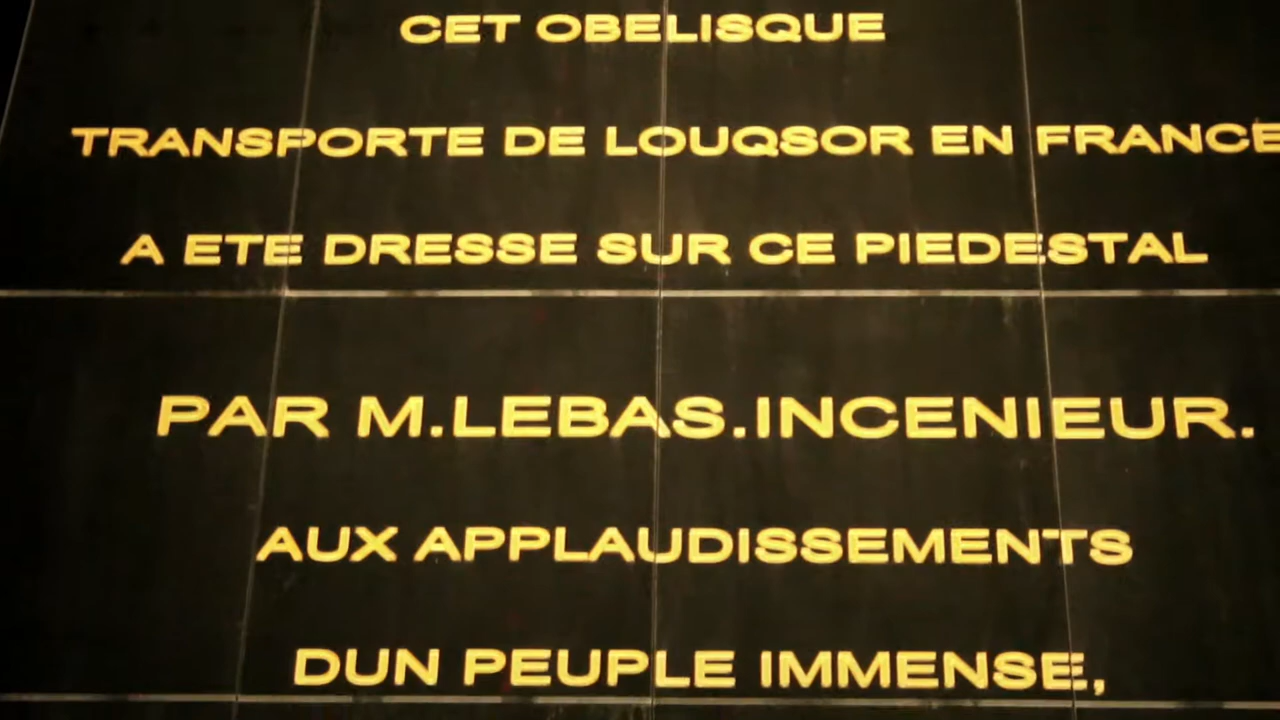 CET OBELISQUE
TRANSPORTE DE LOUQSOR EN FRANCE
A ETE DRESSE SUR CE PIEDESTAL
PAR M.LEBAS.INCENIEUR.
AUX APPLAUDISSEMENTS
DUN PEUPLE IMMENSE,